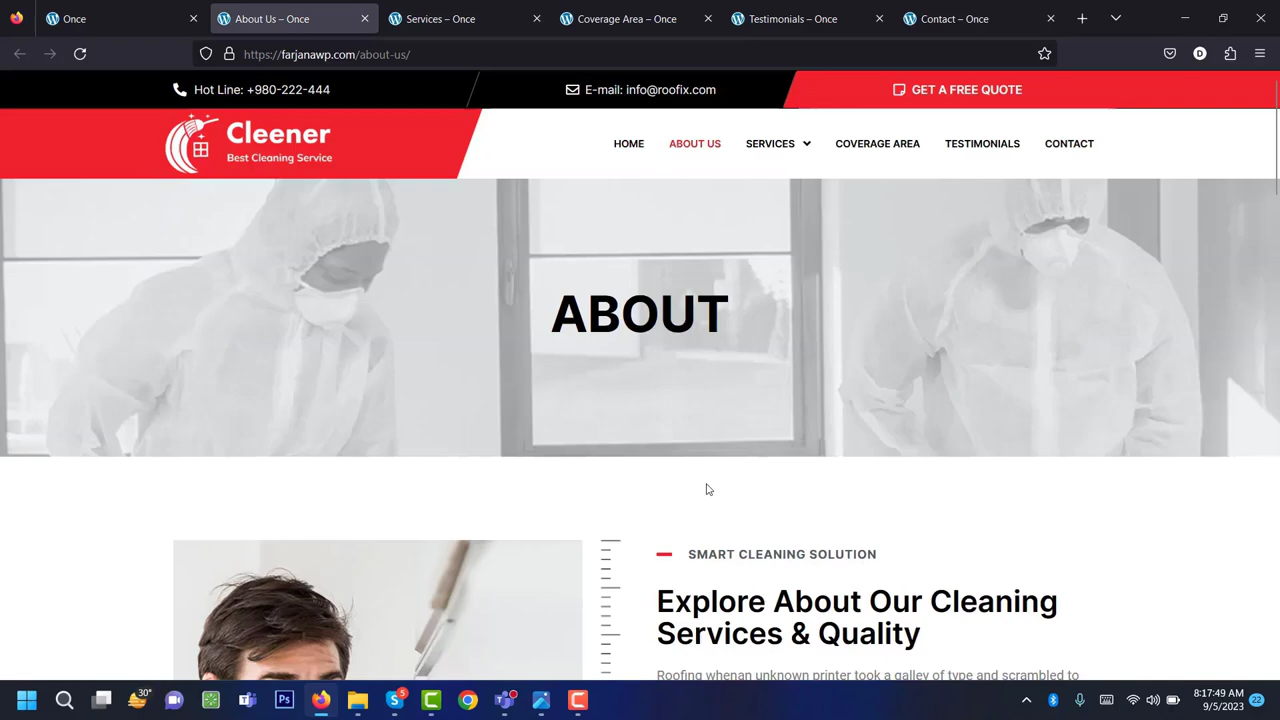 Once
About Us – Once
Services – Once
Coverage Area – Once
Testimonials – Once
Contact – Once
https://farjanawp.com/about-us/
D
Hot Line: +980-222-444
E-mail: info@roofix.com
GET A FREE QUOTE
Cleener
Best Cleaning Service
HOME
ABOUT US
SERVICES
COVERAGE AREA
TESTIMONIALS
CONTACT
ABOUT
SMART CLEANING SOLUTION
Explore About Our Cleaning
Services & Quality
Roofing whenan unknown printer took a galley of type and scrambled to
30°
Ps
5
8:17:49 AM
9/5/2023
22